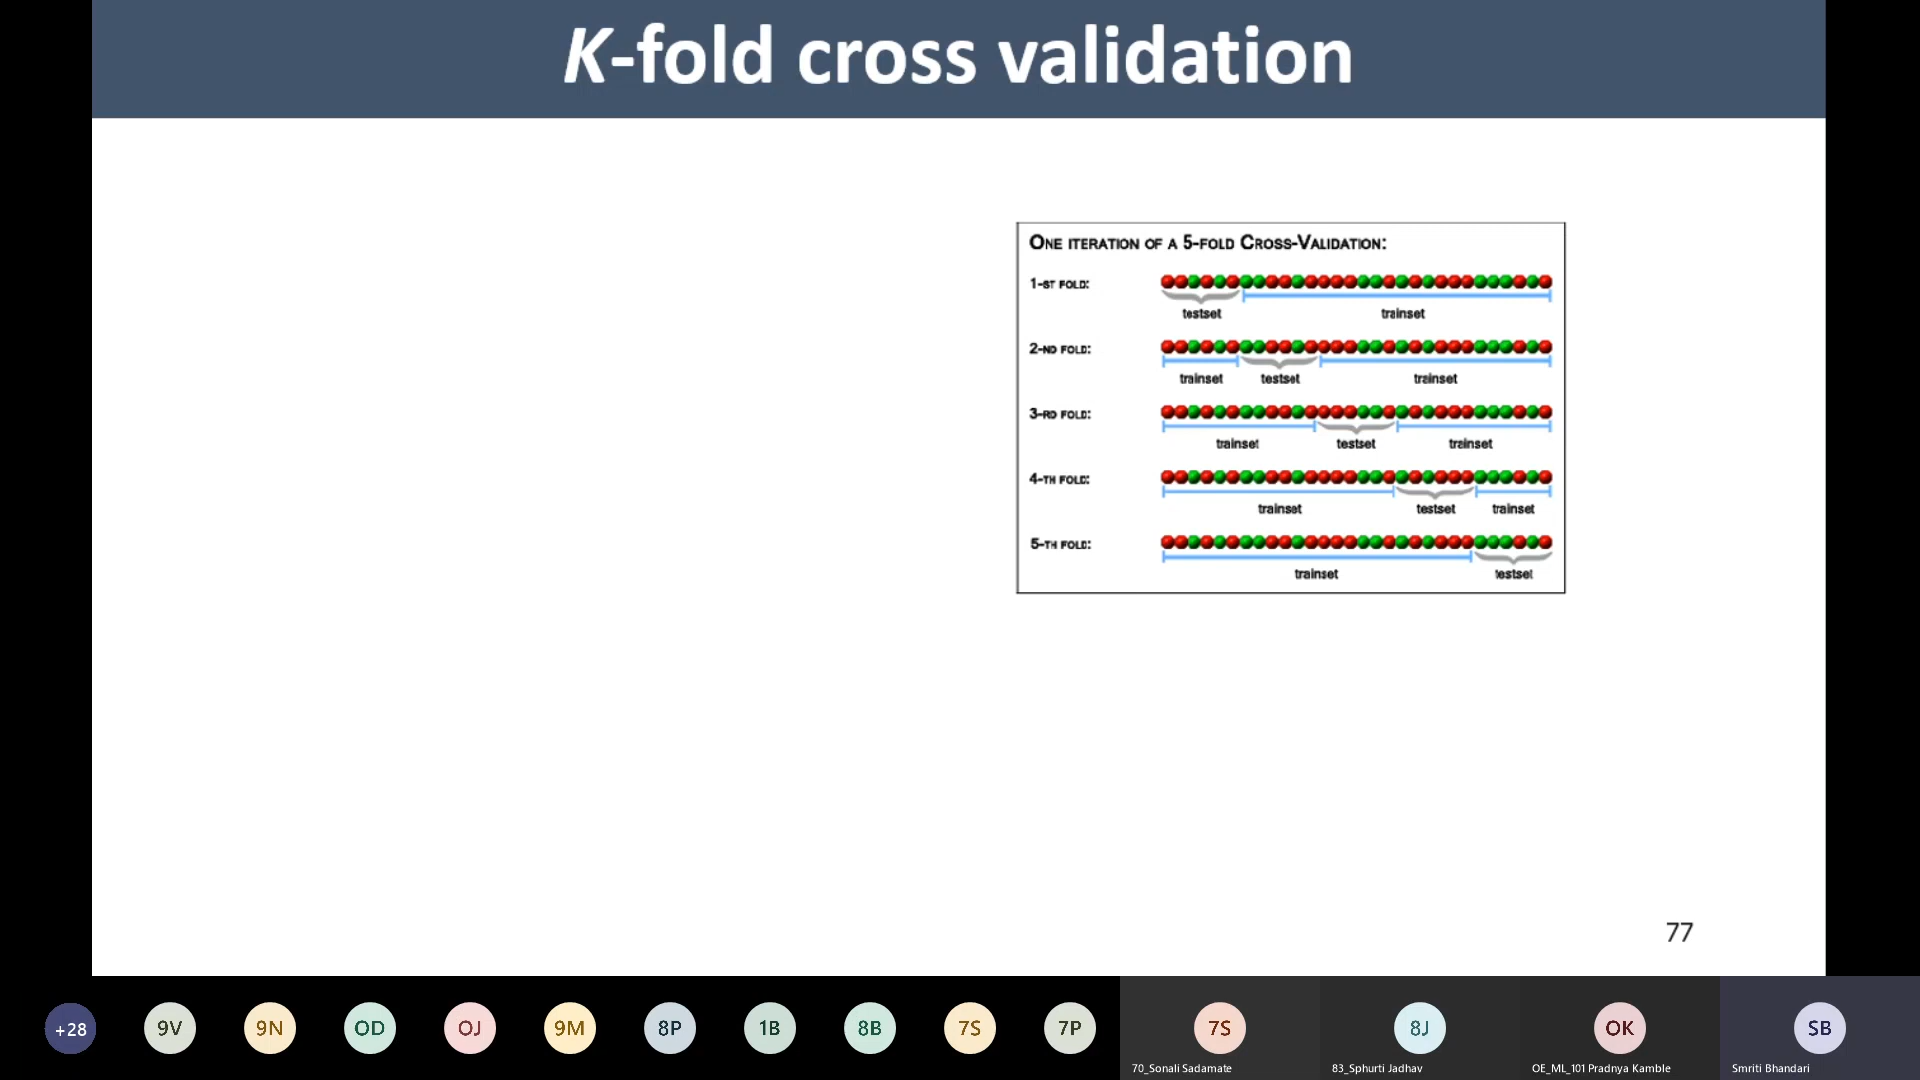 K-fold cross validation
ONE ITERATION OF A 5-FOLD CROSS-VALIDATION:
1-ST FOLD:
testset trainset
2-ND FOLD:
trainset testset trainset
3-RD FOLD:
trainset testset trainset
4-TH FOLD:
trainset testset trainset
5-TH FOLD:
trainset testset
77
+28 9V 9N OD OJ 9M 8P 1B 8B 7S 7P 7S 8J OK SB
70_Sonali Sadamate 83_Sphurti Jadhav OE_ML_101 Pradnya Kamble Smriti Bhandari